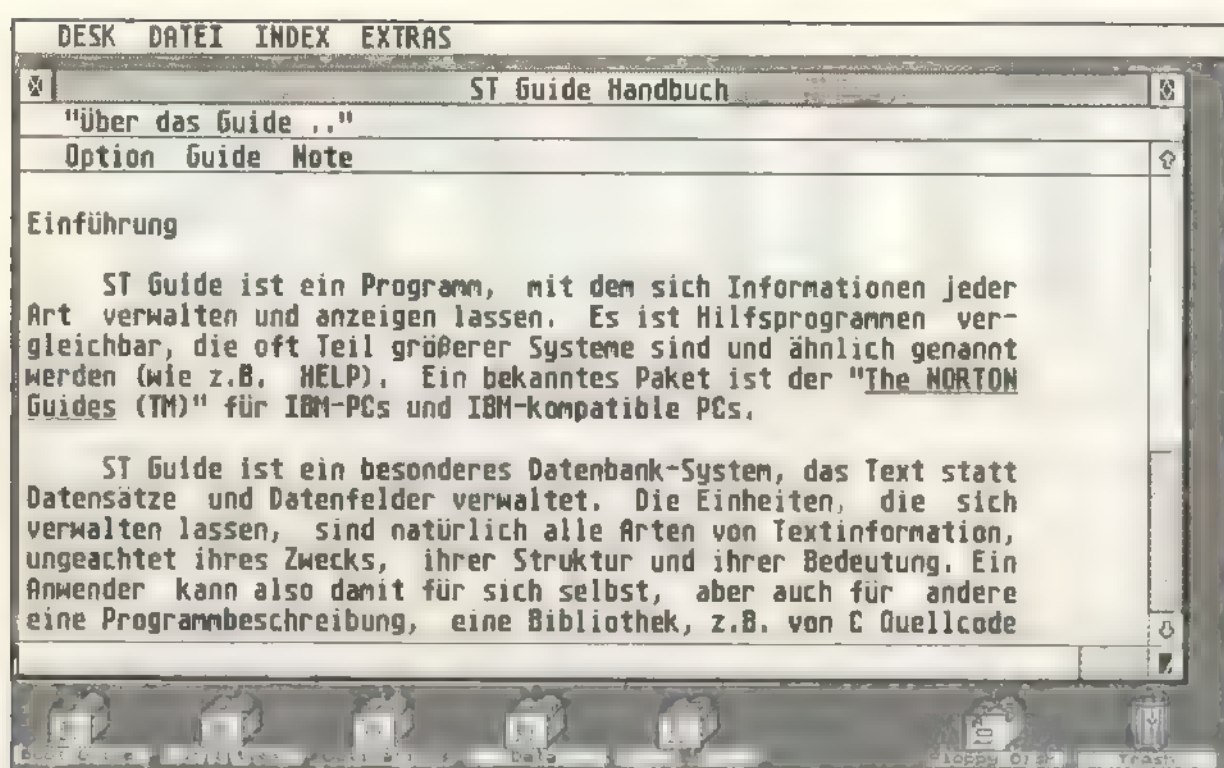 DESK DATEI INDEX EXTRAS
ST Guide Handbuch
"Über das Guide .."
Option Guide Note
Einführung
ST Guide ist ein Programm, mit dem sich Informationen jeder
Art verwalten und anzeigen lassen. Es ist Hilfsprogrammen ver-
gleichbar, die oft Teil größerer Systeme sind und ähnlich genannt
werden (wie z.B. HELP). Ein bekanntes Paket ist der "The NORTON
Guides (TM)" für IBM-PCs und IBM-kompatible PCs.
ST Guide ist ein besonderes Datenbank-System, das Text statt
Datensätze und Datenfelder verwaltet. Die Einheiten, die sich
verwalten lassen, sind natürlich alle Arten von Textinformation,
ungeachtet ihres Zwecks, ihrer Struktur und ihrer Bedeutung. Ein
Anwender kann also damit für sich selbst, aber auch für andere
eine Programmbeschreibung, eine Bibliothek, z.B. von C Quellcode
Data Floppy Disk Trash